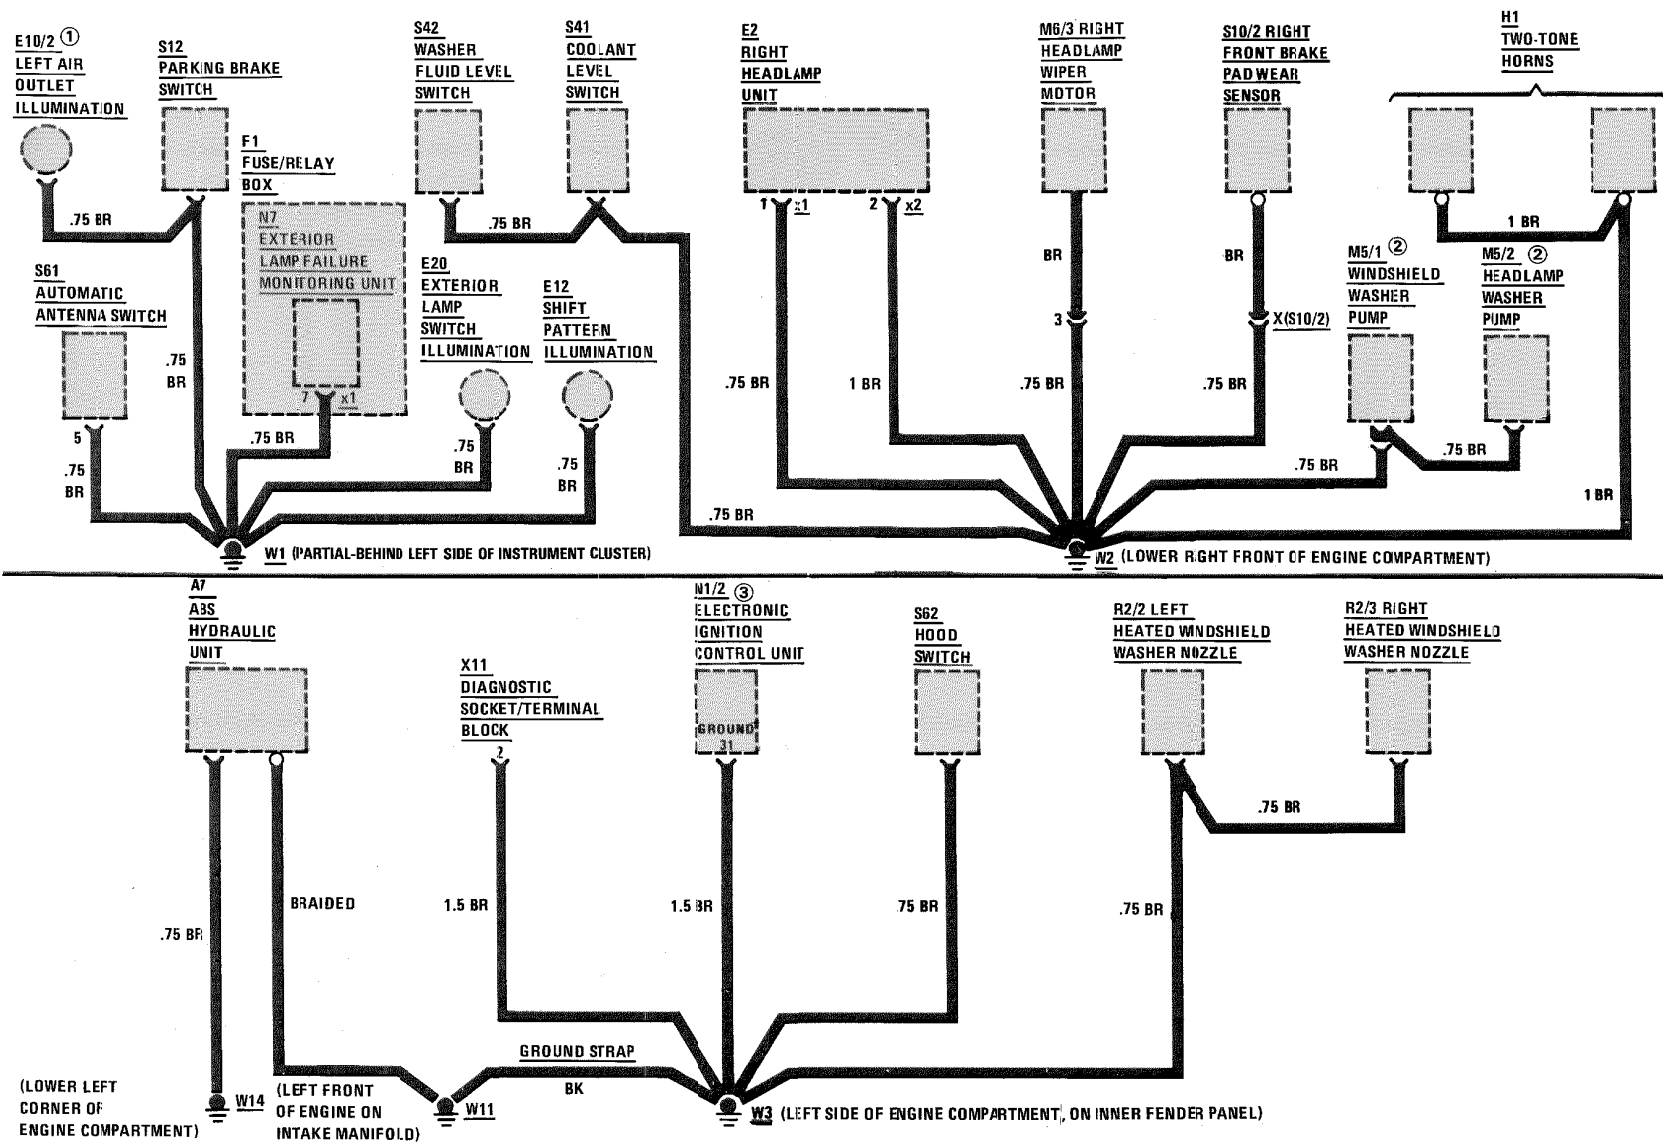 E10/2 ①
LEFT AIR
OUTLET
ILLUMINATION
S12
PARKING BRAKE
SWITCH
F1
FUSE/RELAY
BOX
S42
WASHER
FLUID LEVEL
SWITCH
S41
COOLANT
LEVEL
SWITCH
E2
RIGHT
HEADLAMP
UNIT
M6/3 RIGHT
HEADLAMP
WIPER
MOTOR
S10/2 RIGHT
FRONT BRAKE
PAD WEAR
SENSOR
H1
TWO-TONE
HORNS
.75 BR
N7
EXTERIOR
LAMP FAILURE
MONITORING UNIT
7 x1
.75 BR
1 x1
2 x2
1 BR
S61
AUTOMATIC
ANTENNA SWITCH
5
.75
BR
.75
BR
.75 BR
E20
EXTERIOR
LAMP
SWITCH
ILLUMINATION
.75
BR
E12
SHIFT
PATTERN
ILLUMINATION
.75
BR
BR
3
BR
X(S10/2)
M5/1 ②
WINDSHIELD
WASHER
PUMP
M5/2 ②
HEADLAMP
WASHER
PUMP
.75 BR
1 BR
.75 BR
.75 BR
.75 BR
.75 BR
1 BR
.75 BR
W1 (PARTIAL-BEHIND LEFT SIDE OF INSTRUMENT CLUSTER)
W2 (LOWER RIGHT FRONT OF ENGINE COMPARTMENT)
A7
ABS
HYDRAULIC
UNIT
X11
DIAGNOSTIC
SOCKET/TERMINAL
BLOCK
2
N1/2 ③
ELECTRONIC
IGNITION
CONTROL UNIT
GROUND
31
S62
HOOD
SWITCH
R2/2 LEFT
HEATED WINDSHIELD
WASHER NOZZLE
R2/3 RIGHT
HEATED WINDSHIELD
WASHER NOZZLE
.75 BR
.75 BR
BRAIDED
1.5 BR
1.5 BR
.75 BR
.75 BR
GROUND STRAP
BK
(LOWER LEFT
CORNER OF
ENGINE COMPARTMENT)
W14
(LEFT FRONT
OF ENGINE ON
INTAKE MANIFOLD)
W11
W3 (LEFT SIDE OF ENGINE COMPARTMENT, ON INNER FENDER PANEL)